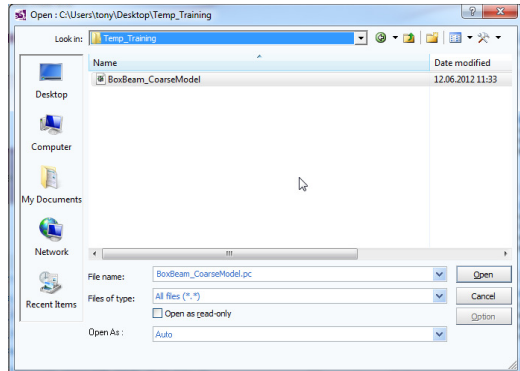 Open : C:\Users\tony\Desktop\Temp_Training
Look in: Temp_Training
Name Date modified
BoxBeam_CoarseModel 12.06.2012 11:33
Desktop
Computer
My Documents
Network
Recent Items
File name: BoxBeam_CoarseModel.pc Open
Files of type: All files (*.*) Cancel
Open as read-only Option
Open As : Auto